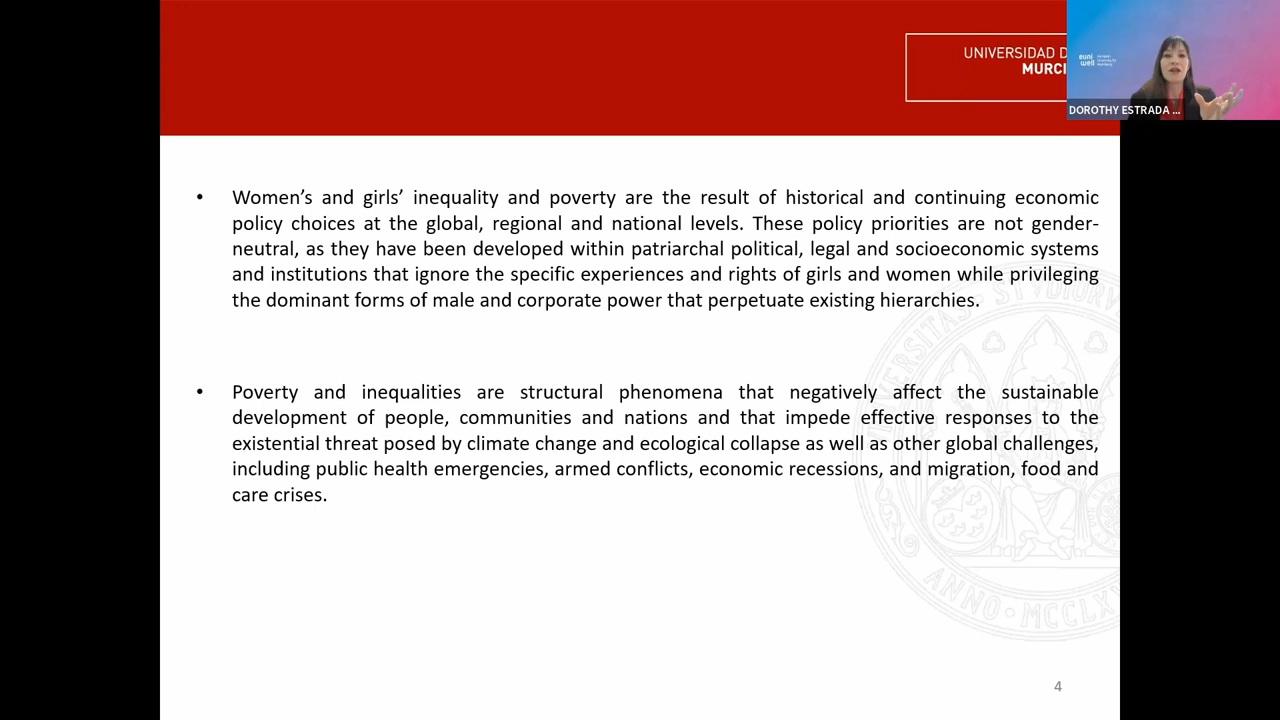 UNIVERSIDAD D
MURCI
euni
well
DOROTHY ESTRADA ...
• Women’s and girls’ inequality and poverty are the result of historical and continuing economic
policy choices at the global, regional and national levels. These policy priorities are not gender-
neutral, as they have been developed within patriarchal political, legal and socioeconomic systems
and institutions that ignore the specific experiences and rights of girls and women while privileging
the dominant forms of male and corporate power that perpetuate existing hierarchies.
• Poverty and inequalities are structural phenomena that negatively affect the sustainable
development of people, communities and nations and that impede effective responses to the
existential threat posed by climate change and ecological collapse as well as other global challenges,
including public health emergencies, armed conflicts, economic recessions, and migration, food and
care crises.
ANNO · MCCLX
4